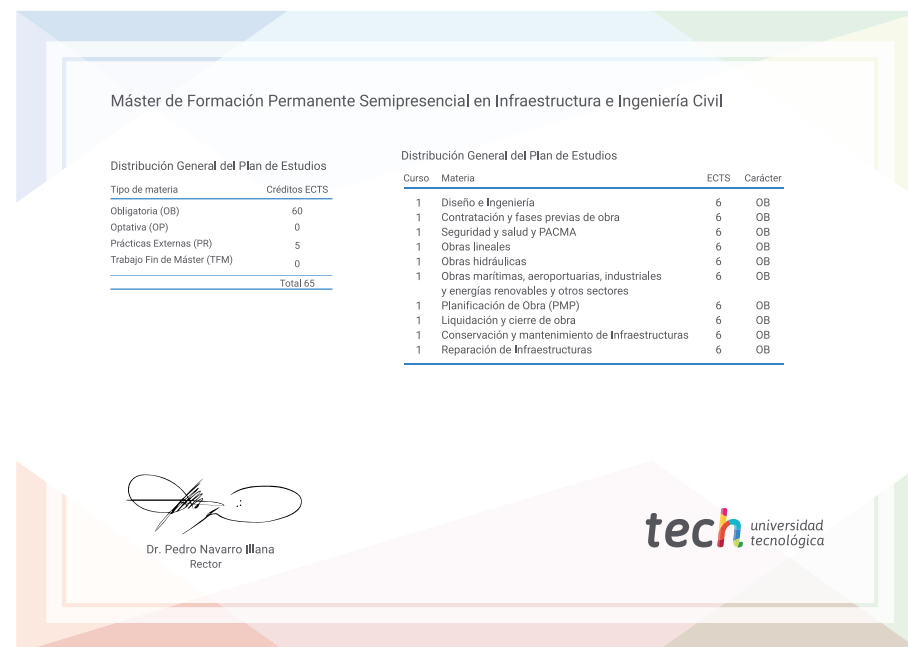 Máster de Formación Permanente Semipresencial en Infraestructura e Ingeniería Civil
Distribución General del Plan de Estudios
Tipo de materia Créditos ECTS
Obligatoria (OB) 60
Optativa (OP) 0
Prácticas Externas (PR) 5
Trabajo Fin de Máster (TFM) 0
Total 65
Distribución General del Plan de Estudios
Curso Materia ECTS Carácter
1 Diseño e Ingeniería 6 OB
1 Contratación y fases previas de obra 6 OB
1 Seguridad y salud y PACMA 6 OB
1 Obras lineales 6 OB
1 Obras hidráulicas 6 OB
1 Obras marítimas, aeroportuarias, industriales 6 OB
y energías renovables y otros sectores
1 Planificación de Obra (PMP) 6 OB
1 Liquidación y cierre de obra 6 OB
1 Conservación y mantenimiento de Infraestructuras 6 OB
1 Reparación de Infraestructuras 6 OB
Dr. Pedro Navarro Illana
Rector
tech universidad
tecnológica